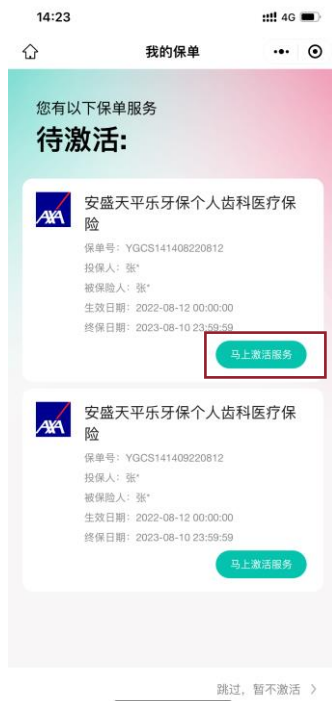 14:23
4G
我的保单
您有以下保单服务
待激活:
AXA
安盛天平乐牙保个人齿科医疗保
险
保单号：YGCS141408220812
投保人：张*
被保险人：张*
生效日期：2022-08-12 00:00:00
终保日期：2023-08-10 23:59:59
马上激活服务
AXA
安盛天平乐牙保个人齿科医疗保
险
保单号：YGCS141409220812
投保人：张*
被保险人：张*
生效日期：2022-08-12 00:00:00
终保日期：2023-08-10 23:59:59
马上激活服务
跳过，暂不激活 〉